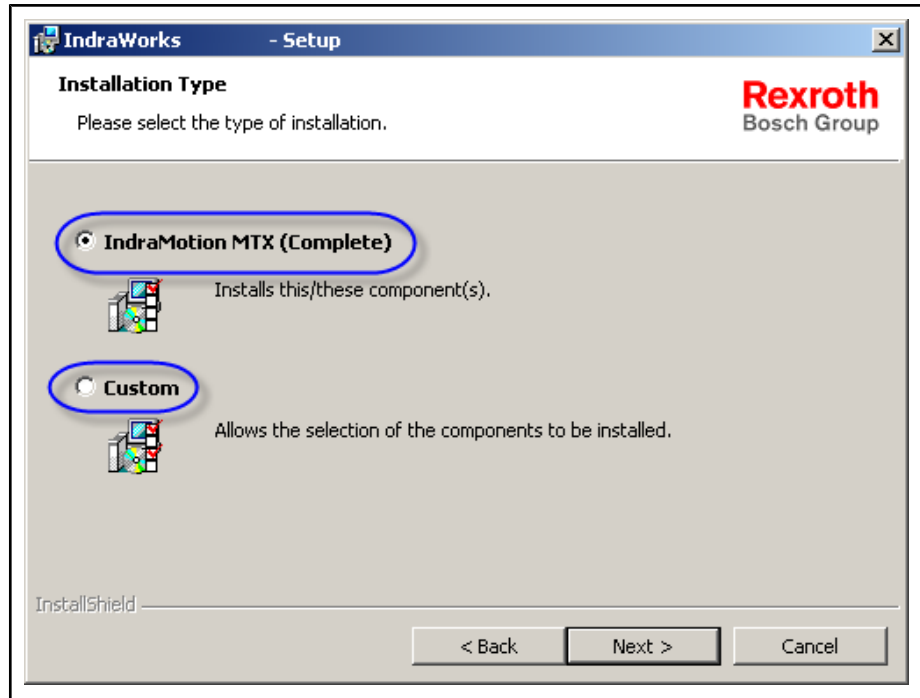 IndraWorks - Setup
Installation Type
Please select the type of installation.
Rexroth
Bosch Group
IndraMotion MTX (Complete)
Installs this/these component(s).
Custom
Allows the selection of the components to be installed.
InstallShield
< Back Next > Cancel